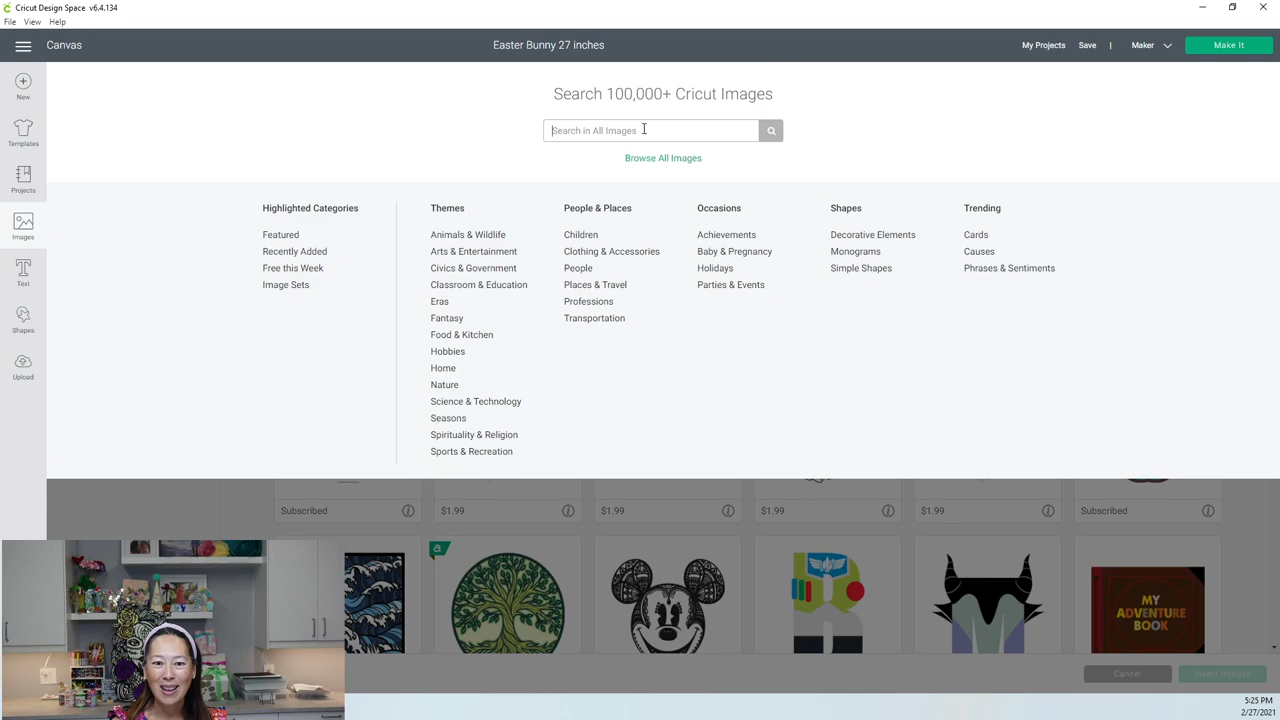 Cricut Design Space v6.4.134
File View Help
Canvas
Easter Bunny 27 inches
My Projects Save | Maker Make It
New
Templates
Projects
Images
Text
Shapes
Upload
Search 100,000+ Cricut Images
Search in All Images
Browse All Images
Highlighted Categories
Featured
Recently Added
Free this Week
Image Sets
Themes
Animals & Wildlife
Arts & Entertainment
Civics & Government
Classroom & Education
Eras
Fantasy
Food & Kitchen
Hobbies
Home
Nature
Science & Technology
Seasons
Spirituality & Religion
Sports & Recreation
People & Places
Children
Clothing & Accessories
People
Places & Travel
Professions
Transportation
Occasions
Achievements
Baby & Pregnancy
Holidays
Parties & Events
Shapes
Decorative Elements
Monograms
Simple Shapes
Trending
Cards
Causes
Phrases & Sentiments
Subscribed $1.99 $1.99 $1.99 $1.99 Subscribed
a
MY
ADVENTURE
BOOK
Cancel Insert Images
5:25 PM
2/27/2021